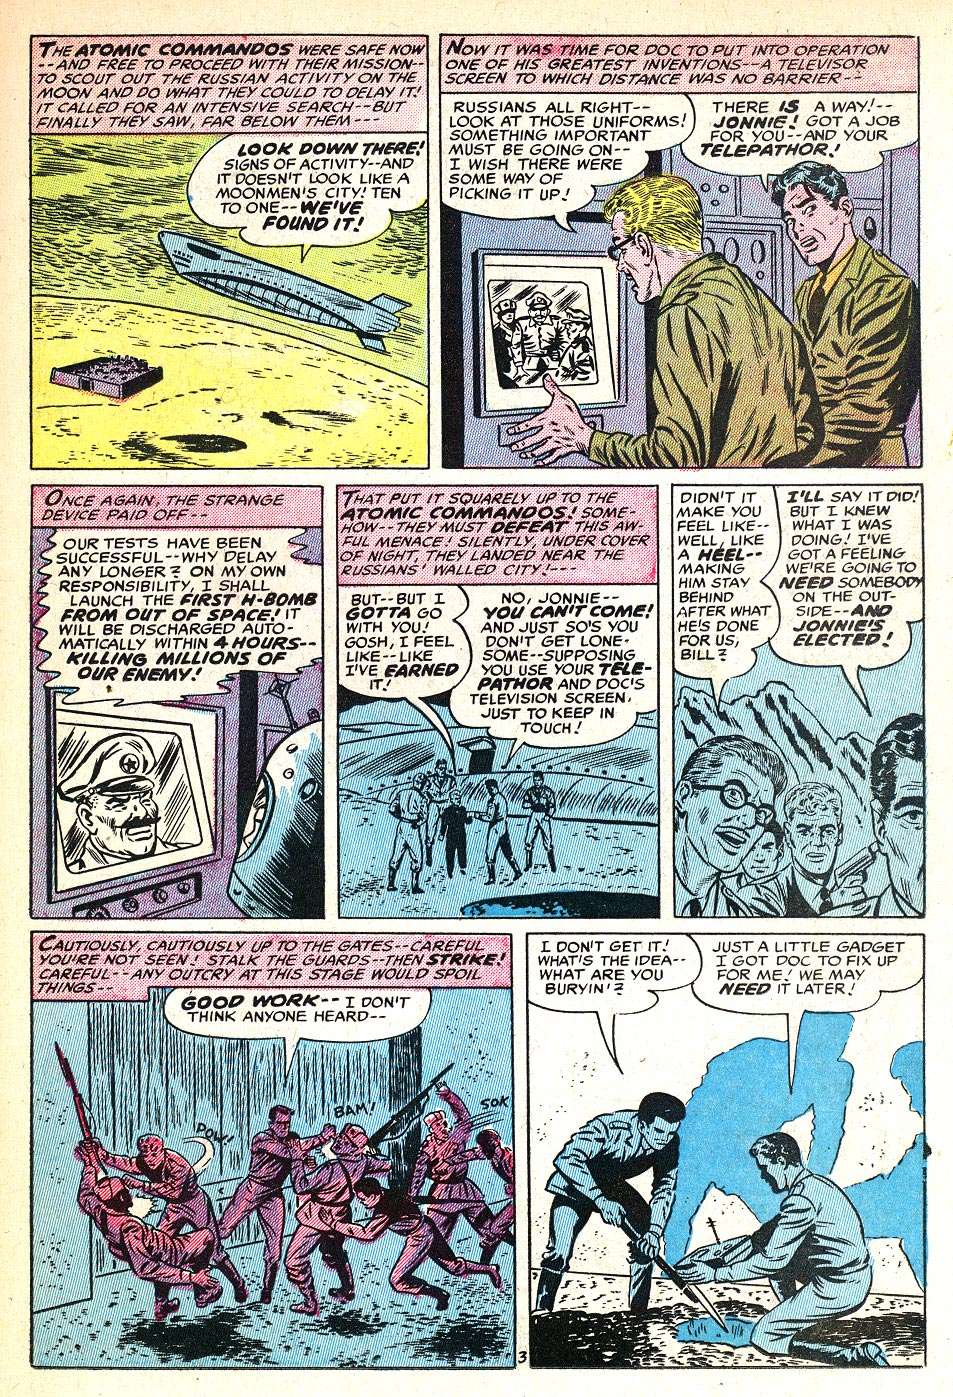 THE ATOMIC COMMANDOS WERE SAFE NOW
--AND FREE TO PROCEED WITH THEIR MISSION--
TO SCOUT OUT THE RUSSIAN ACTIVITY ON THE
MOON AND DO WHAT THEY COULD TO DELAY IT!
IT CALLED FOR AN INTENSIVE SEARCH--BUT
FINALLY THEY SAW, FAR BELOW THEM---
LOOK DOWN THERE!
SIGNS OF ACTIVITY--AND
IT DOESN'T LOOK LIKE A
MOONMEN'S CITY! TEN
TO ONE--WE'VE
FOUND IT!
NOW IT WAS TIME FOR DOC TO PUT INTO OPERATION
ONE OF HIS GREATEST INVENTIONS--A TELEVISOR
SCREEN TO WHICH DISTANCE WAS NO BARRIER--
RUSSIANS ALL RIGHT--
LOOK AT THOSE UNIFORMS!
SOMETHING IMPORTANT
MUST BE GOING ON--
I WISH THERE WERE
SOME WAY OF
PICKING IT UP!
THERE IS A WAY!--
JONNIE! GOT A JOB
FOR YOU--AND YOUR
TELEPATHOR!
ONCE AGAIN, THE STRANGE
DEVICE PAID OFF--
OUR TESTS HAVE BEEN
SUCCESSFUL--WHY DELAY
ANY LONGER? ON MY OWN
RESPONSIBILITY, I SHALL
LAUNCH THE FIRST H-BOMB
FROM OUT OF SPACE! IT
WILL BE DISCHARGED AUTO-
MATICALLY WITHIN 4 HOURS--
KILLING MILLIONS OF
OUR ENEMY!
THAT PUT IT SQUARELY UP TO THE
ATOMIC COMMANDOS! SOME-
HOW--THEY MUST DEFEAT THIS AW-
FUL MENACE! SILENTLY, UNDER COVER
OF NIGHT, THEY LANDED NEAR THE
RUSSIANS' WALLED CITY!---
BUT--BUT I
GOTTA GO
WITH YOU!
GOSH, I FEEL
LIKE--LIKE
I'VE EARNED
IT!
NO, JONNIE--
YOU CAN'T COME!
AND JUST SO'S YOU
DON'T GET LONE-
SOME--SUPPOSING
YOU USE YOUR TELE-
PATHOR AND DOC'S
TELEVISION SCREEN,
JUST TO KEEP IN
TOUCH!
DIDN'T IT
MAKE YOU
FEEL LIKE--
WELL, LIKE
A HEEL--
MAKING
HIM STAY
BEHIND
AFTER WHAT
HE'S DONE
FOR US,
BILL?
I'LL SAY IT DID!
BUT I KNEW
WHAT I WAS
DOING! I'VE
GOT A FEELING
WE'RE GOING TO
NEED SOMEBODY
ON THE OUT-
SIDE--AND
JONNIE'S
ELECTED!
CAUTIOUSLY, CAUTIOUSLY UP TO THE GATES--CAREFUL
YOU'RE NOT SEEN! STALK THE GUARDS--THEN STRIKE!
CAREFUL--ANY OUTCRY AT THIS STAGE WOULD SPOIL
THINGS--
GOOD WORK--I DON'T
THINK ANYONE HEARD--
POW!
BAM!
SOK
I DON'T GET IT!
WHAT'S THE IDEA--
WHAT ARE YOU
BURYIN'?
JUST A LITTLE GADGET
I GOT DOC TO FIX UP
FOR ME! WE MAY
NEED IT LATER!
3